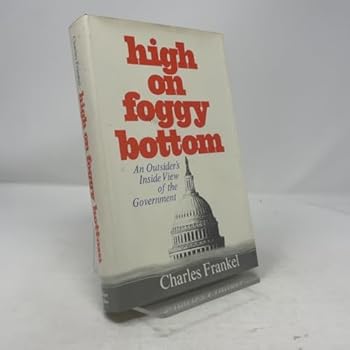 high
on
foggy
bottom
An Outsider's
Inside View
of the
Government
Charles Frankel
high on foggy bottom